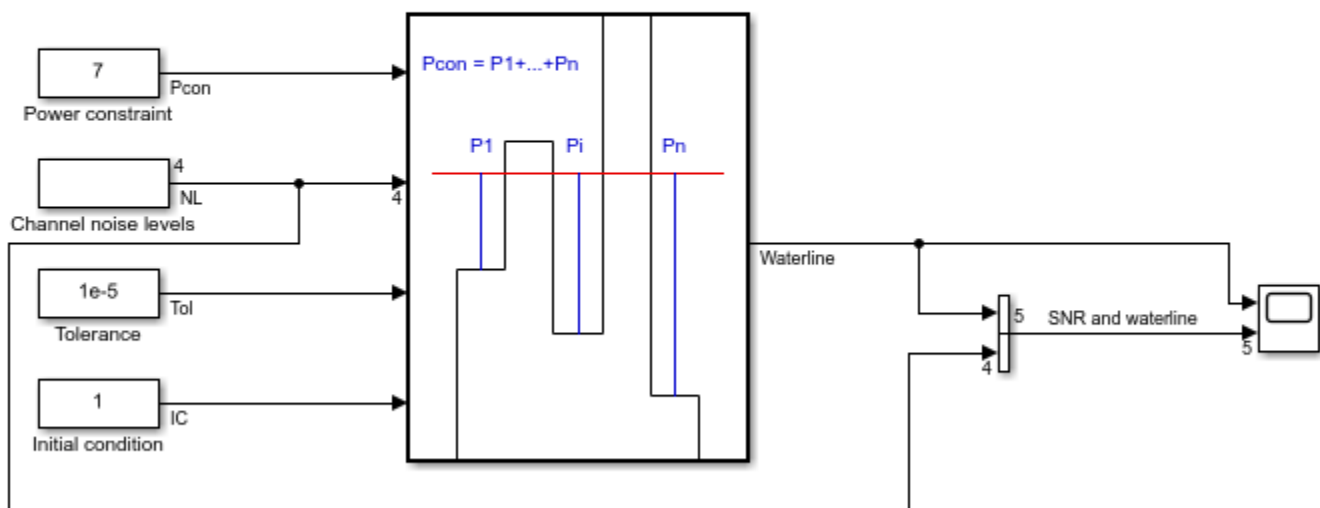 7
Pcon
Power constraint
4
NL
4
Channel noise levels
1e-5
Tol
Tolerance
1
IC
Initial condition
Pcon = P1+...+Pn
P1 Pi Pn
Waterline
5
SNR and waterline
4
5